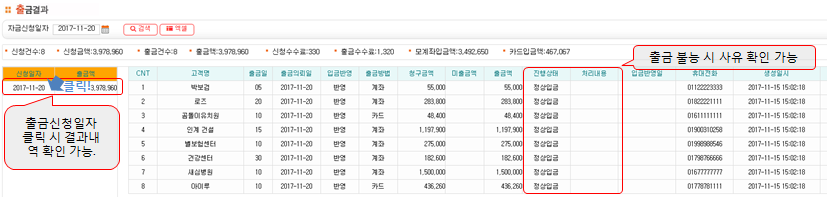 출금결과
자금신청일자 2017-11-20 검색 엑셀
• 신청건수:8 • 신청금액:3,978,960 • 출금건수:8 • 출금액:3,978,960 • 신청수수료:330 • 출금수수료:1,320 • 모계좌입금액:3,492,650 • 카드입금액:467,067
출금 불능 시 사유 확인 가능
신청일자 출금액
2017-11-20 클릭! 3,978,960
출금신청일자
클릭 시 결과내
역 확인 가능.
CNT 고객명 출금일 출금의뢰일 입금반영 출금방법 청구금액 미출금액 출금액 진행상태 처리내용 입금반영일 휴대전화 생성일시
1 박보검 05 2017-11-20 반영 계좌 55,000 55,000 정상입금 01122223333 2017-11-15 15:02:18
2 로즈 20 2017-11-20 반영 계좌 283,800 283,800 정상입금 01822221111 2017-11-15 15:02:18
3 곰돌이유치원 10 2017-11-20 반영 카드 48,400 48,400 정상입금 01611111111 2017-11-15 15:02:18
4 인계 건설 15 2017-11-20 반영 계좌 1,197,900 1,197,900 정상입금 01900310258 2017-11-15 15:02:18
5 별보험센터 10 2017-11-20 반영 계좌 275,000 275,000 정상입금 01998988546 2017-11-15 15:02:18
6 건강센터 30 2017-11-20 반영 계좌 182,600 182,600 정상입금 01798766666 2017-11-15 15:02:18
7 새삼병원 10 2017-11-20 반영 계좌 1,500,000 1,500,000 정상입금 01677777777 2017-11-15 15:02:18
8 아이루 10 2017-11-20 반영 카드 436,260 436,260 정상입금 01778781111 2017-11-15 15:02:18